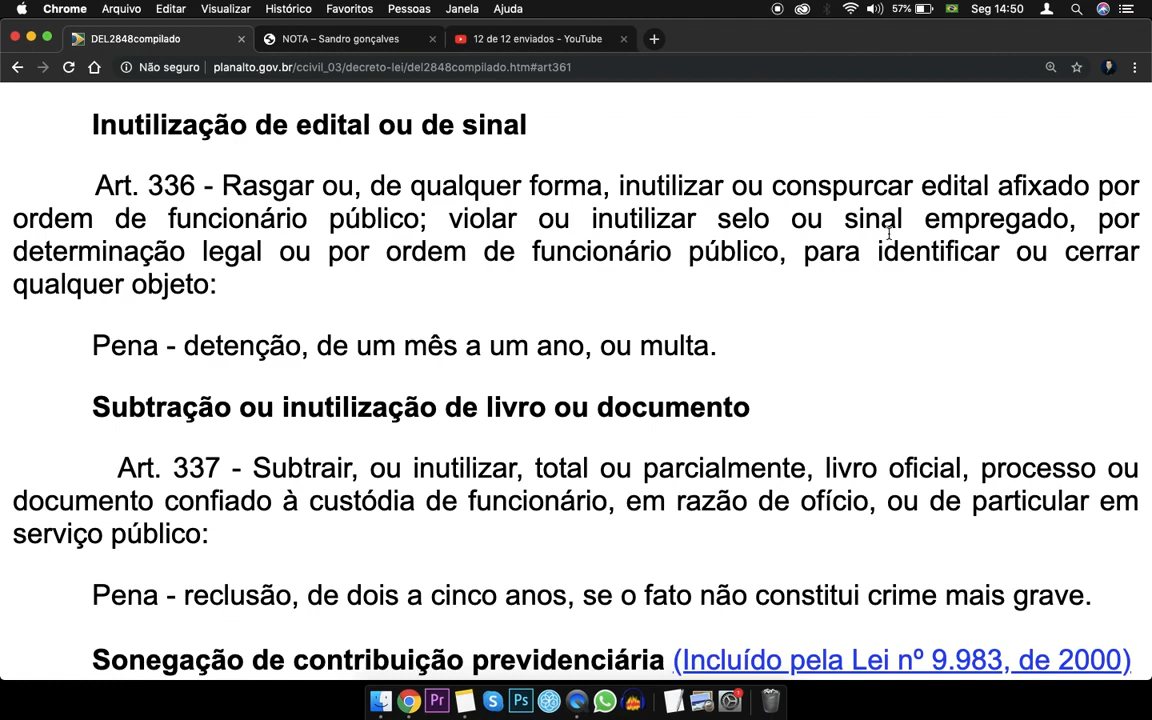 Chrome Arquivo Editar Visualizar Histórico Favoritos Pessoas Janela Ajuda 57% Seg 14:50
DEL2848compilado NOTA – Sandro gonçalves 12 de 12 enviados - YouTube
Não seguro planalto.gov.br/ccivil_03/decreto-lei/del2848compilado.htm#art361
Inutilização de edital ou de sinal
Art. 336 - Rasgar ou, de qualquer forma, inutilizar ou conspurcar edital afixado por
ordem de funcionário público; violar ou inutilizar selo ou sinal empregado, por
determinação legal ou por ordem de funcionário público, para identificar ou cerrar
qualquer objeto:
Pena - detenção, de um mês a um ano, ou multa.
Subtração ou inutilização de livro ou documento
Art. 337 - Subtrair, ou inutilizar, total ou parcialmente, livro oficial, processo ou
documento confiado à custódia de funcionário, em razão de ofício, ou de particular em
serviço público:
Pena - reclusão, de dois a cinco anos, se o fato não constitui crime mais grave.
Sonegação de contribuição previdenciária (Incluído pela Lei nº 9.983, de 2000)
Pr Ps